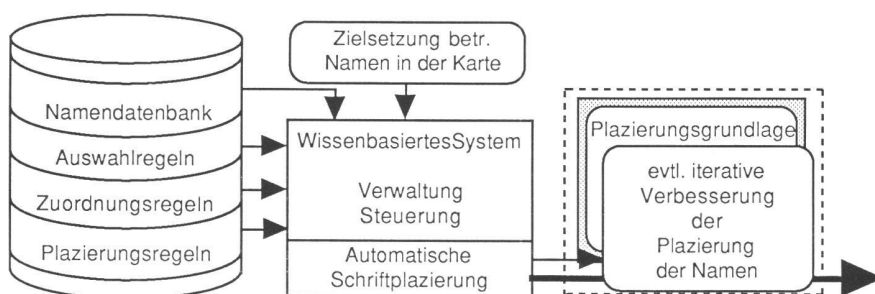 Namendatenbank
Auswahlregeln
Zuordnungsregeln
Plazierungsregeln
Zielsetzung betr.
Namen in der Karte
WissenbasiertesSystem
Verwaltung
Steuerung
Automatische
Schriftplazierung
Plazierungsgrundlage
evtl. iterative
Verbesserung
der
Plazierung
der Namen